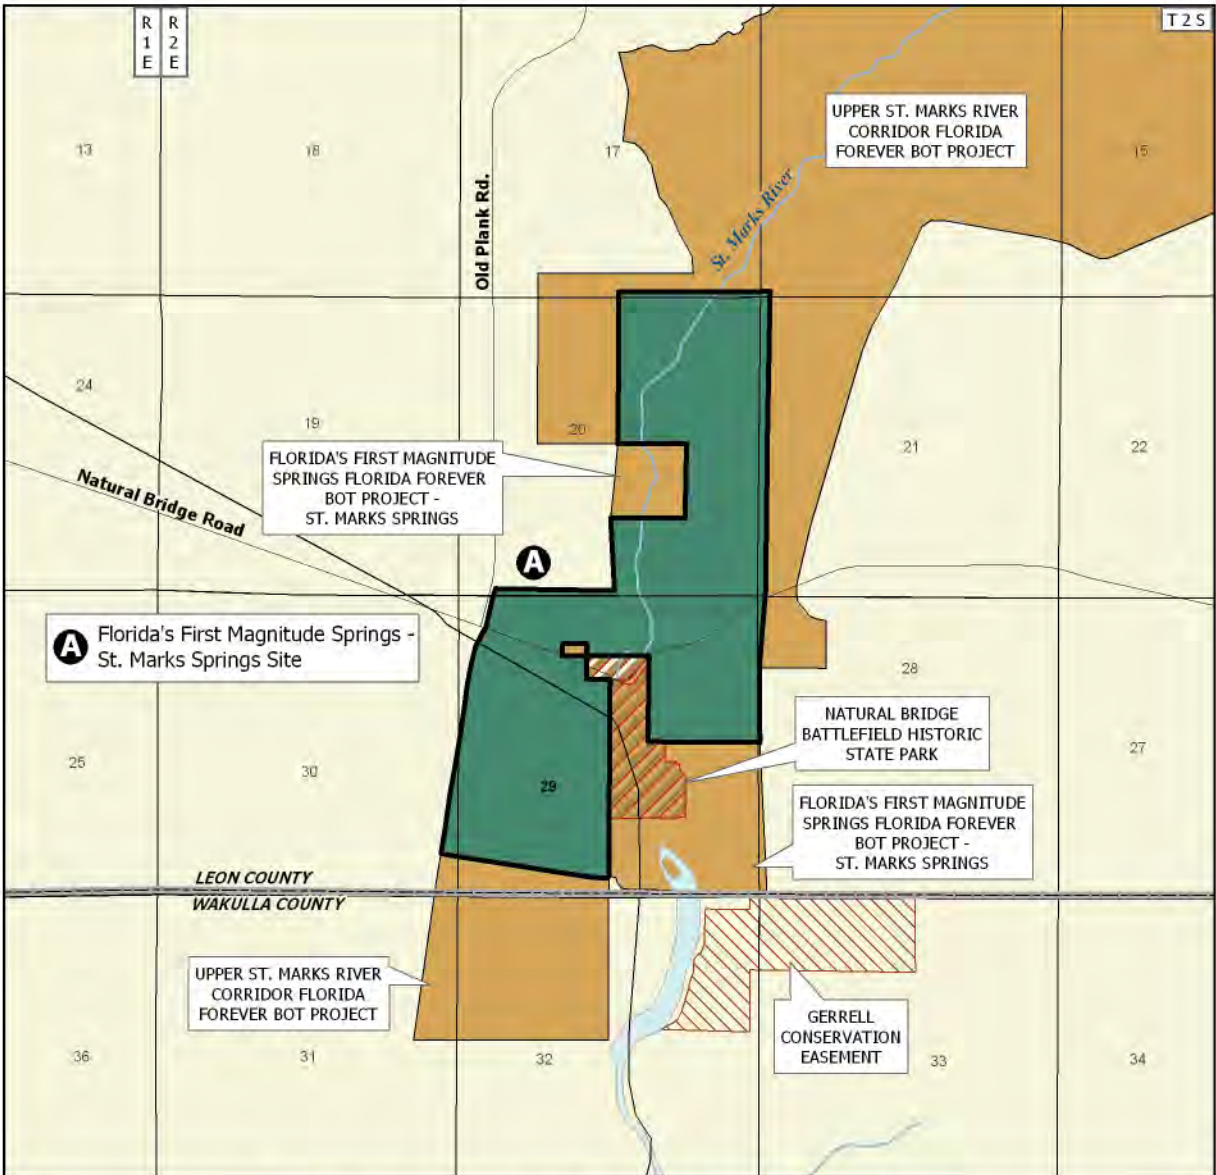 R
1
E
R
2
E
T 2 S
UPPER ST. MARKS RIVER
CORRIDOR FLORIDA
FOREVER BOT PROJECT
13
18
17
15
Old Plank Rd.
St. Marks River
24
19
20
21
22
FLORIDA'S FIRST MAGNITUDE
SPRINGS FLORIDA FOREVER
BOT PROJECT -
ST. MARKS SPRINGS
Natural Bridge Road
A
A
Florida's First Magnitude Springs -
St. Marks Springs Site
28
NATURAL BRIDGE
BATTLEFIELD HISTORIC
STATE PARK
25
30
29
27
FLORIDA'S FIRST MAGNITUDE
SPRINGS FLORIDA FOREVER
BOT PROJECT -
ST. MARKS SPRINGS
LEON COUNTY
WAKULLA COUNTY
UPPER ST. MARKS RIVER
CORRIDOR FLORIDA
FOREVER BOT PROJECT
GERRELL
CONSERVATION
EASEMENT
36
31
32
33
34